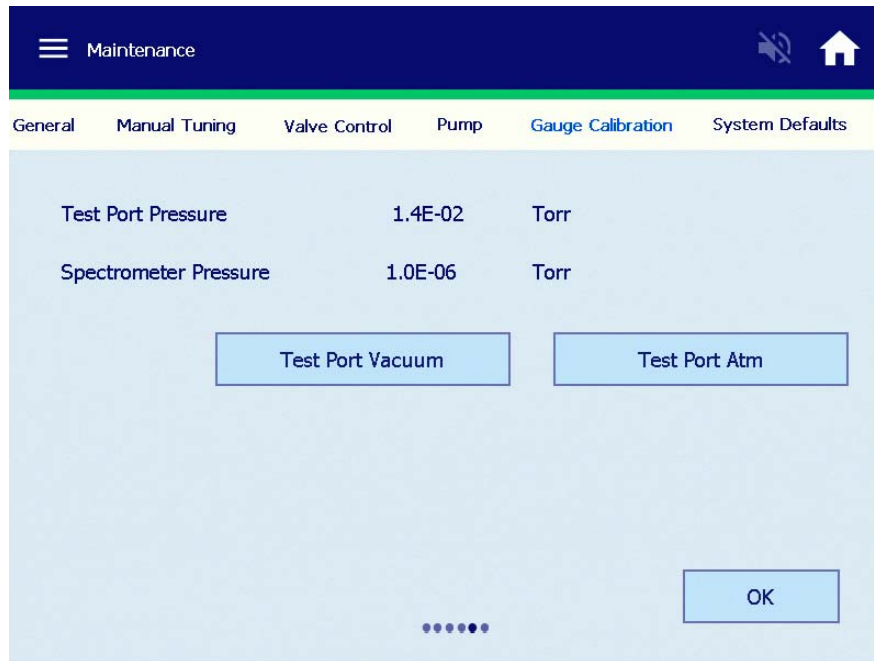 Maintenance
General Manual Tuning Valve Control Pump Gauge Calibration System Defaults
Test Port Pressure 1.4E-02 Torr
Spectrometer Pressure 1.0E-06 Torr
Test Port Vacuum Test Port Atm
OK